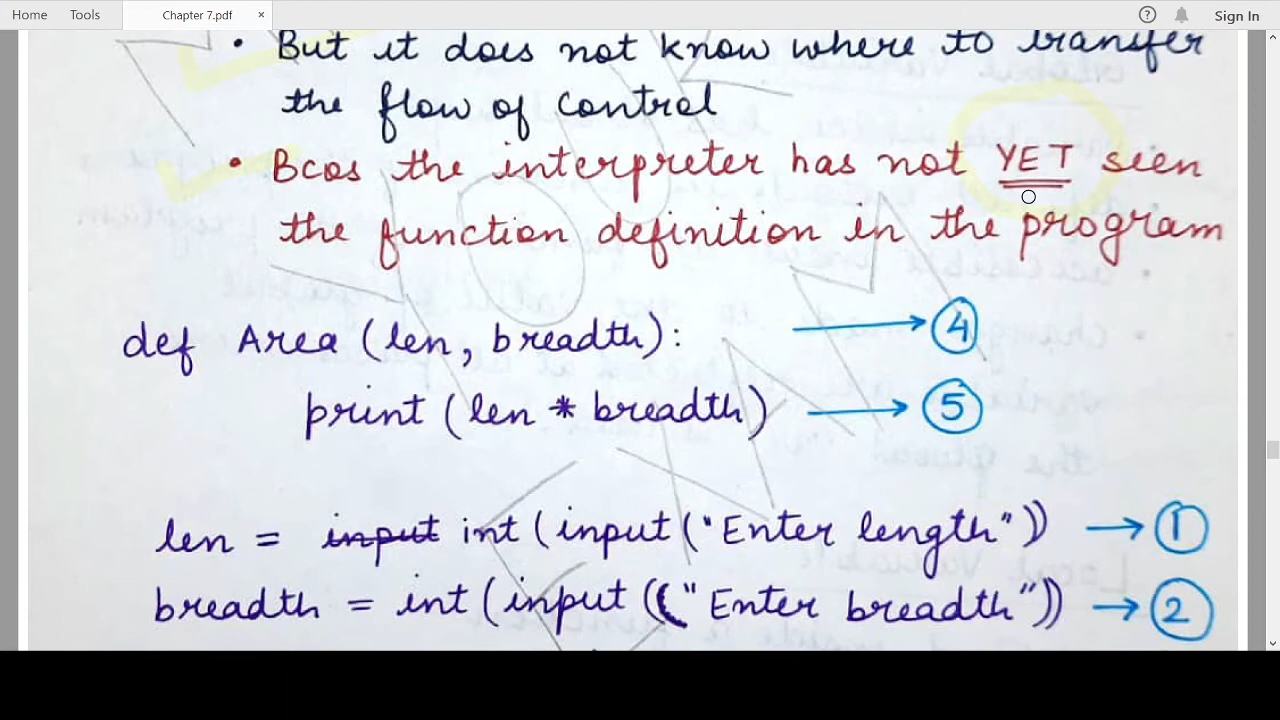 Home Tools Chapter 7.pdf × ? Sign In
• But it does not know where to transfer
the flow of control
• Bcos the interpreter has not YET seen
the function definition in the program
def Area (len, breadth): → 4
print (len * breadth) → 5
len = input int (input ("Enter length")) → 1
breadth = int (input (("Enter breadth")) → 2